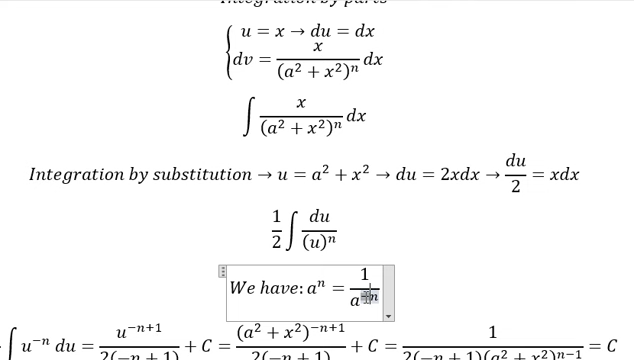 Integration by parts
{u = x → du = dx
dv = x/(a² + x²)ⁿ dx
∫ x/(a² + x²)ⁿ dx
Integration by substitution → u = a² + x² → du = 2xdx → du/2 = xdx
1/2 ∫ du/(u)ⁿ
We have: aⁿ = 1/a⁻ⁿ
∫ u⁻ⁿ du = u⁻ⁿ⁺¹/2(−n + 1) + C = (a² + x²)⁻ⁿ⁺¹/2(−n + 1) + C = 1/2(−n + 1)(a² + x²)ⁿ⁻¹ = C